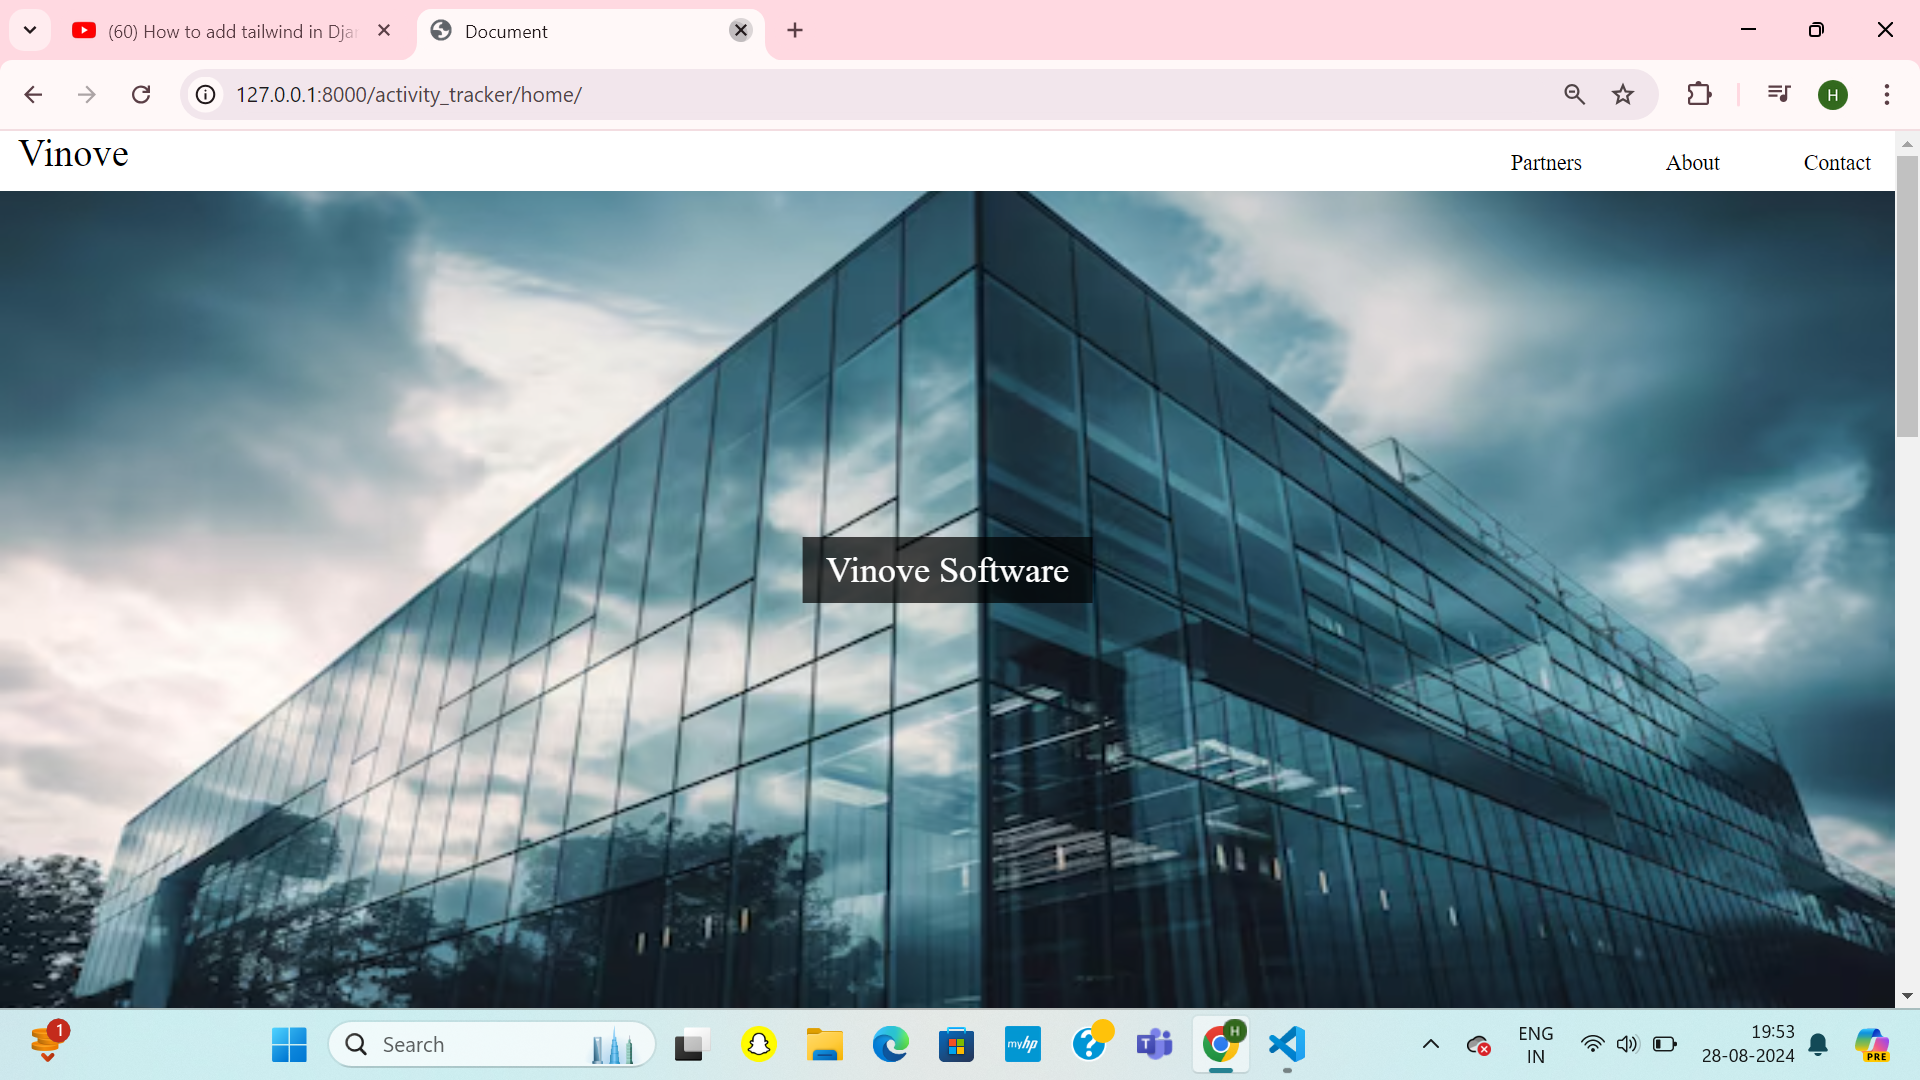 (60) How to add tailwind in Dja
Document
127.0.0.1:8000/activity_tracker/home/
H
Vinove
Partners
About
Contact
Vinove Software
1
Search
myhp
H
ENG
IN
19:53
28-08-2024
PRE